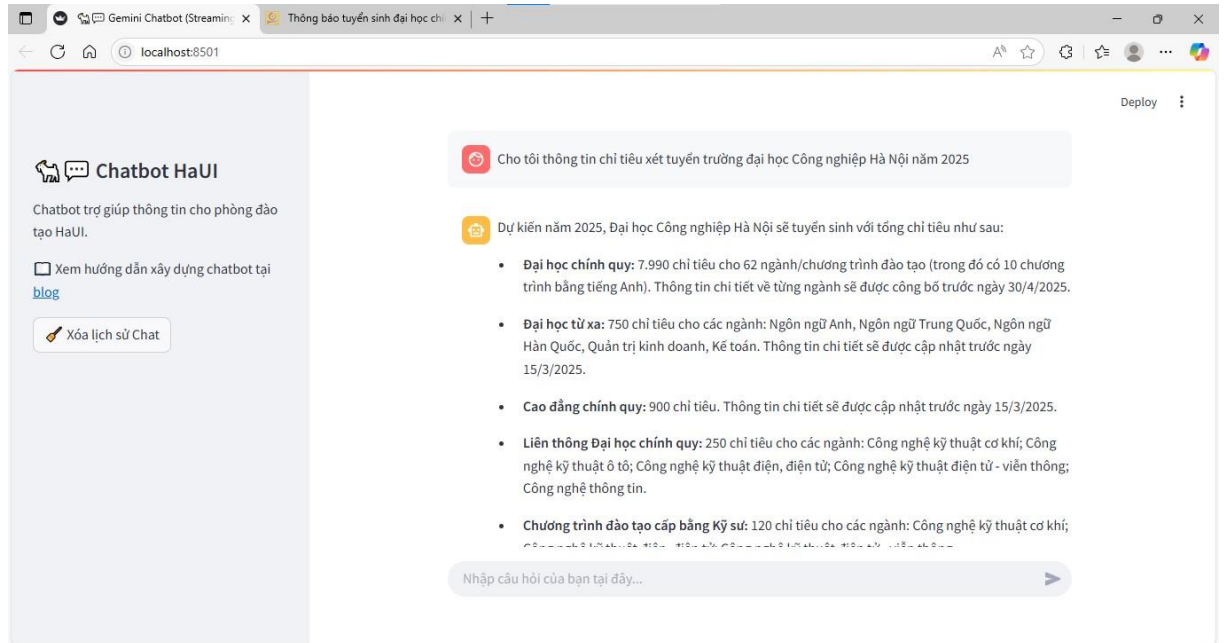 Gemini Chatbot (Streaming
Thông báo tuyển sinh đại học chí
localhost:8501
Deploy
Chatbot HaUI
Chatbot trợ giúp thông tin cho phòng đào
tạo HaUI.
Xem hướng dẫn xây dựng chatbot tại
blog
Xóa lịch sử Chat
Cho tôi thông tin chỉ tiêu xét tuyển trường đại học Công nghiệp Hà Nội năm 2025
Dự kiến năm 2025, Đại học Công nghiệp Hà Nội sẽ tuyển sinh với tổng chỉ tiêu như sau:
• Đại học chính quy: 7.990 chỉ tiêu cho 62 ngành/chương trình đào tạo (trong đó có 10 chương
trình bằng tiếng Anh). Thông tin chi tiết về từng ngành sẽ được công bố trước ngày 30/4/2025.
• Đại học từ xa: 750 chỉ tiêu cho các ngành: Ngôn ngữ Anh, Ngôn ngữ Trung Quốc, Ngôn ngữ
Hàn Quốc, Quản trị kinh doanh, Kế toán. Thông tin chi tiết sẽ được cập nhật trước ngày
15/3/2025.
• Cao đẳng chính quy: 900 chỉ tiêu. Thông tin chi tiết sẽ được cập nhật trước ngày 15/3/2025.
• Liên thông Đại học chính quy: 250 chỉ tiêu cho các ngành: Công nghệ kỹ thuật cơ khí; Công
nghệ kỹ thuật ô tô; Công nghệ kỹ thuật điện, điện tử; Công nghệ kỹ thuật điện tử - viễn thông;
Công nghệ thông tin.
• Chương trình đào tạo cấp bằng Kỹ sư: 120 chỉ tiêu cho các ngành: Công nghệ kỹ thuật cơ khí;
Nhập câu hỏi của bạn tại đây...